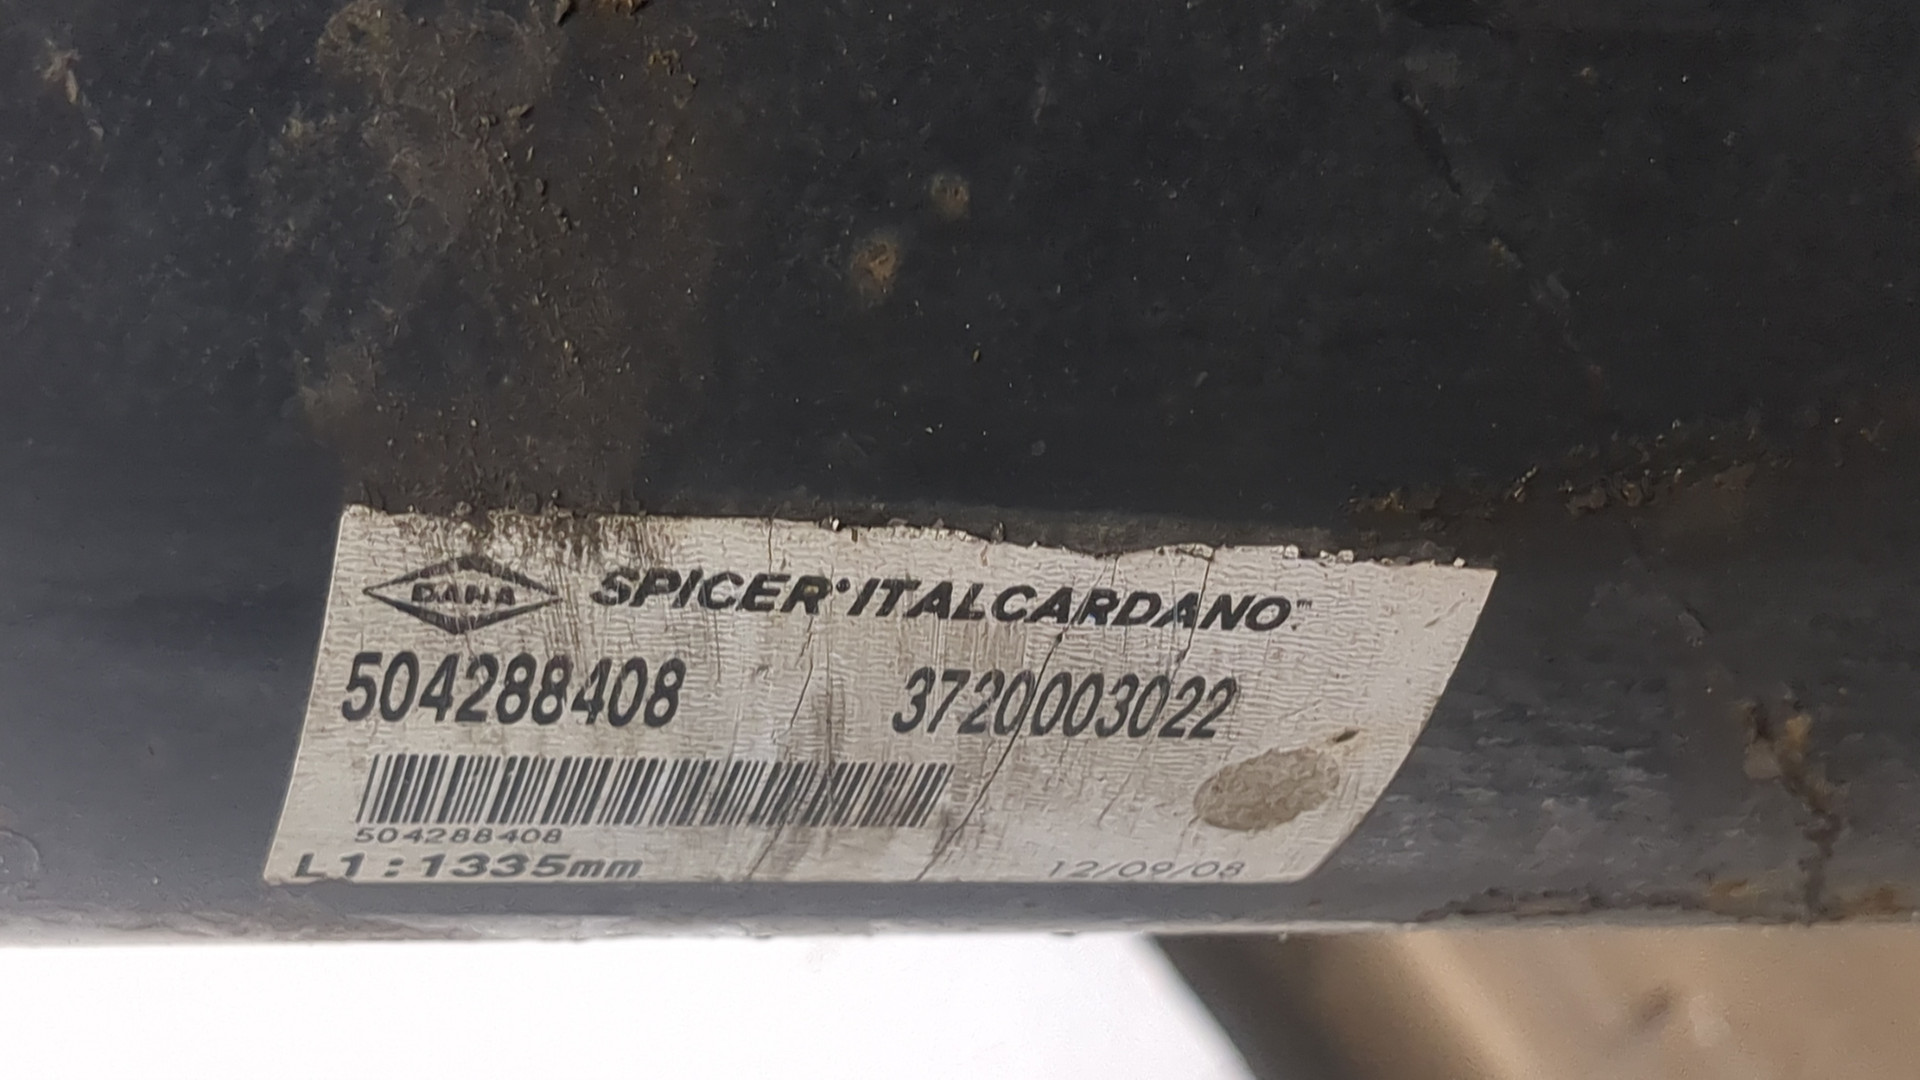 DANA SPICER® ITALCARDANO™
504288408 3720003022
504288408
L1:1335mm 12/09/08